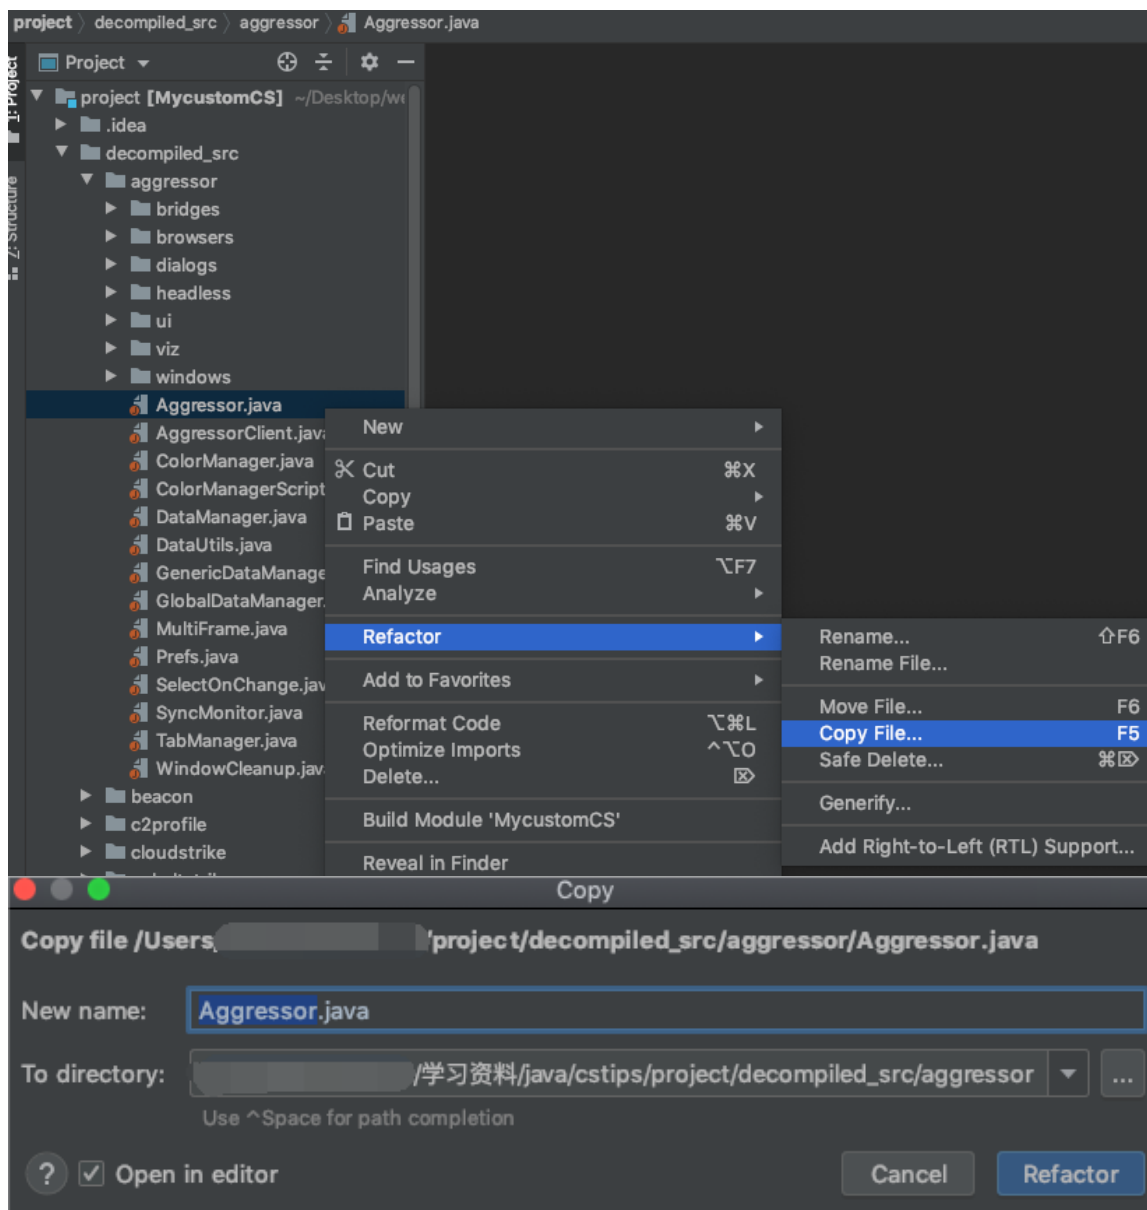 project 〉 decompiled_src 〉 aggressor 〉 Aggressor.java
1: Project
Project
project [MycustomCS] ~/Desktop/we
.idea
decompiled_src
aggressor
bridges
browsers
dialogs
headless
ui
viz
windows
Aggressor.java
AggressorClient.java
ColorManager.java
ColorManagerScript
DataManager.java
DataUtils.java
GenericDataManage
GlobalDataManager.
MultiFrame.java
Prefs.java
SelectOnChange.jav
SyncMonitor.java
TabManager.java
WindowCleanup.jav
beacon
c2profile
cloudstrike
7: Structure
New
Cut ⌘X
Copy
Paste ⌘V
Find Usages ⌥F7
Analyze
Refactor
Add to Favorites
Reformat Code ⌥⌘L
Optimize Imports ^⌥O
Delete... ⌦
Build Module 'MycustomCS'
Reveal in Finder
Rename... ⇧F6
Rename File...
Move File... F6
Copy File... F5
Safe Delete... ⌘⌦
Generify...
Add Right-to-Left (RTL) Support...
Copy
Copy file /Users/ /project/decompiled_src/aggressor/Aggressor.java
New name: Aggressor.java
To directory: /学习资料/java/cstips/project/decompiled_src/aggressor ...
Use ^Space for path completion
? Open in editor Cancel Refactor